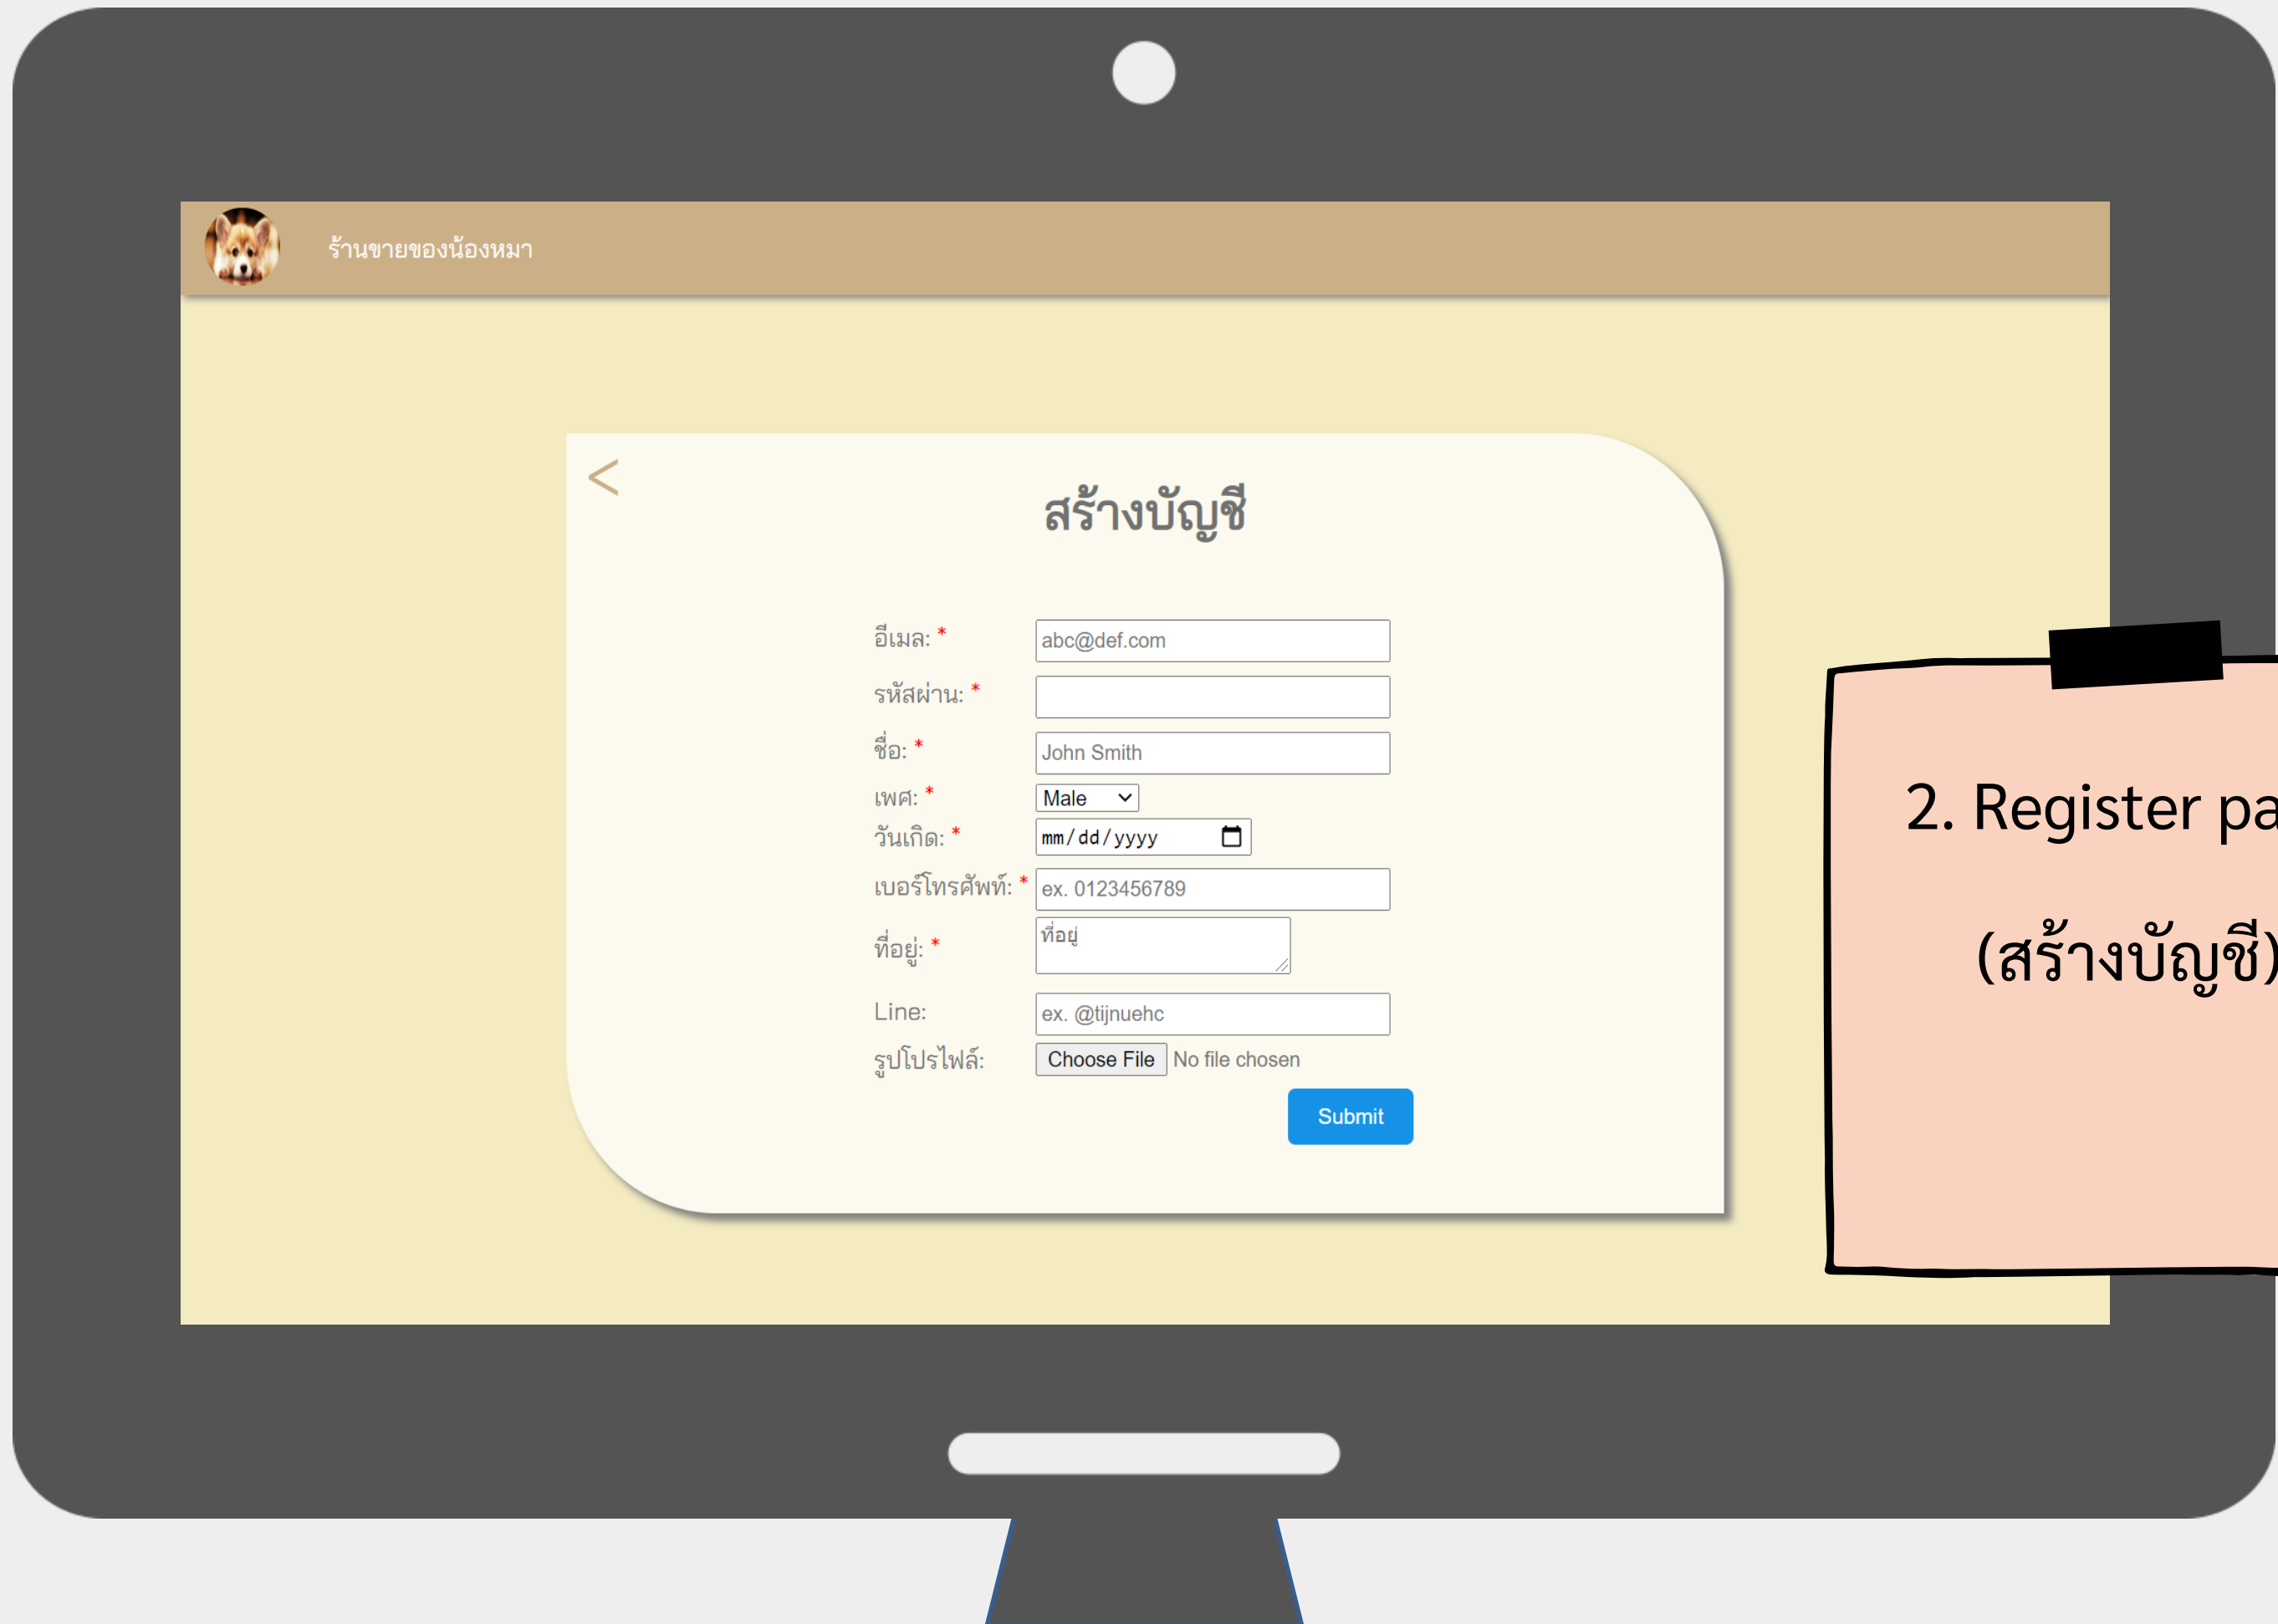 ร้านขายของน้องหมา
<
สร้างบัญชี
อีเมล: * abc@def.com
รหัสผ่าน: *
ชื่อ: * John Smith
เพศ: * Male
วันเกิด: * mm/dd/yyyy
เบอร์โทรศัพท์: * ex. 0123456789
ที่อยู่: * ที่อยู่
Line: ex. @tijnuehc
รูปโปรไฟล์: Choose File No file chosen
Submit
2. Register pa
(สร้างบัญชี)